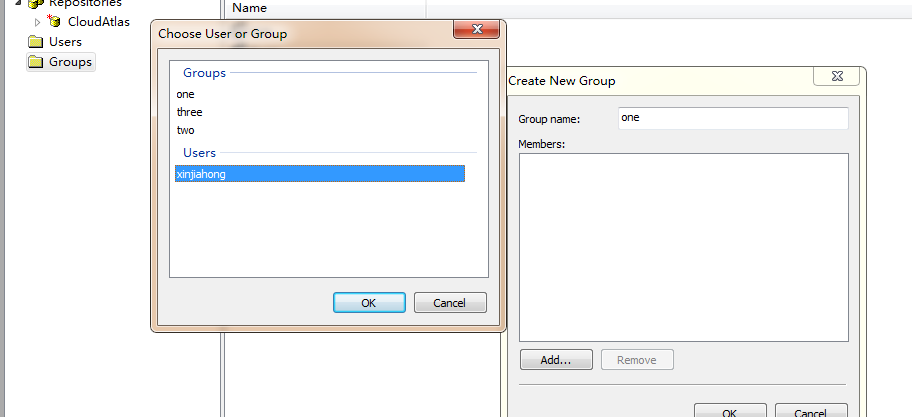 Repositories
CloudAtlas
Users
Groups
Name
Choose User or Group
Groups
one
three
two
Users
xinjiahong
OK
Cancel
Create New Group
Group name:
one
Members:
Add...
Remove
OK
Cancel